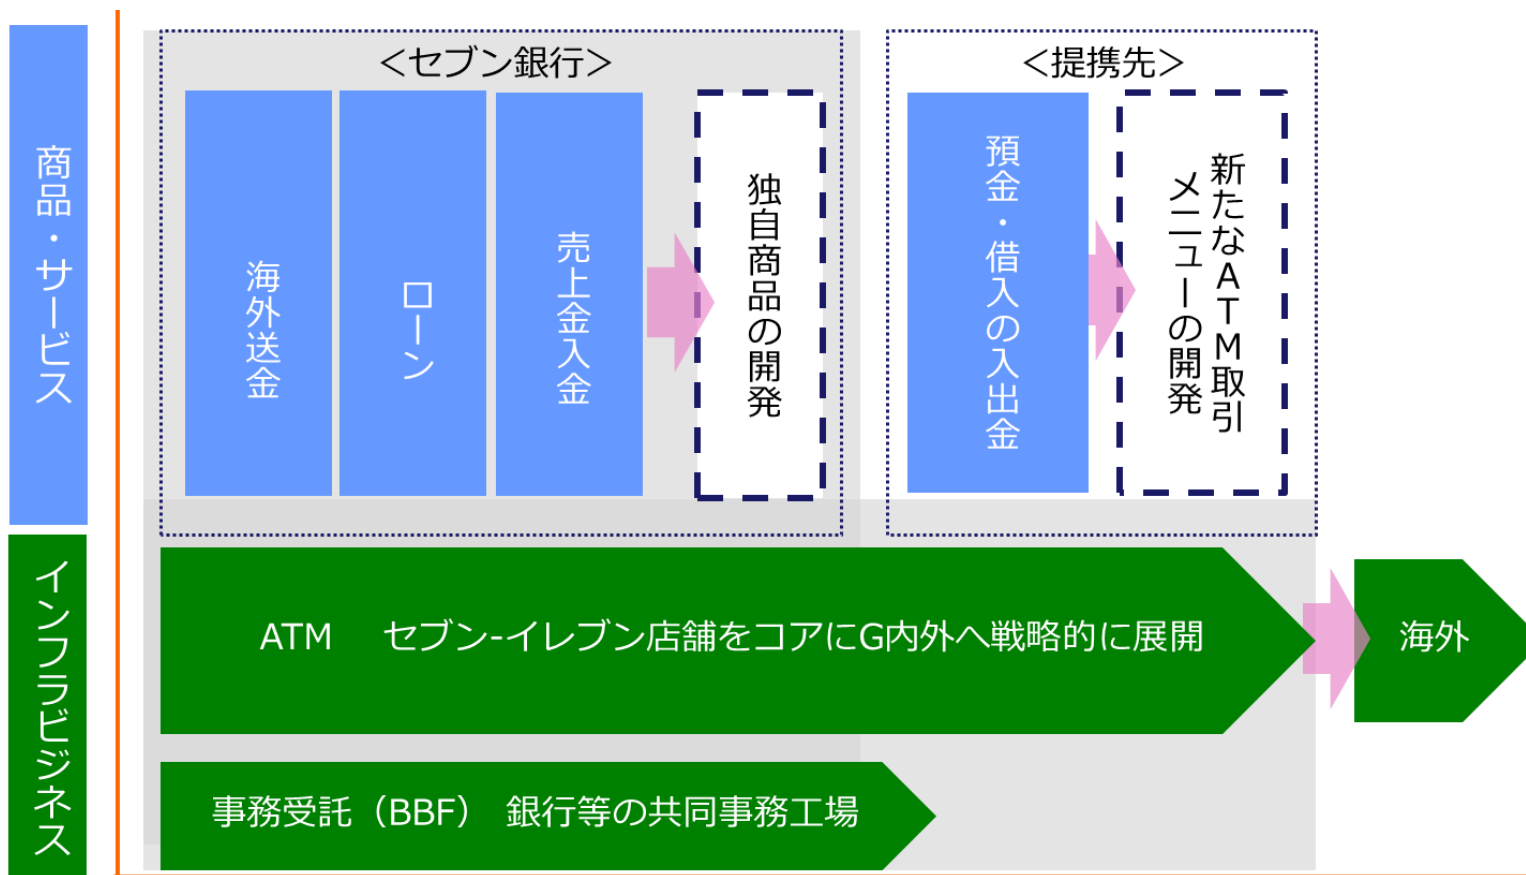 商品・サービス
＜セブン銀行＞
海外送金
ローン
売上金入金
独自商品の開発
＜提携先＞
預金・借入の入出金
新たなATM取引
メニューの開発
インフラビジネス
ATM　セブン-イレブン店舗をコアにG内外へ戦略的に展開
海外
事務受託（BBF）　銀行等の共同事務工場